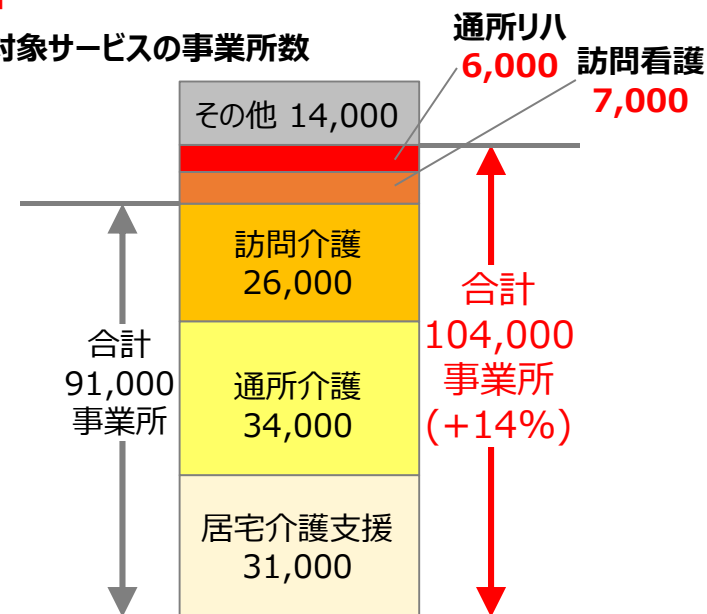 対象サービスの事業所数
通所リハ
6,000
訪問看護
7,000
その他 14,000
訪問介護
26,000
通所介護
34,000
居宅介護支援
31,000
合計
91,000
事業所
合計
104,000
事業所
(+14%)